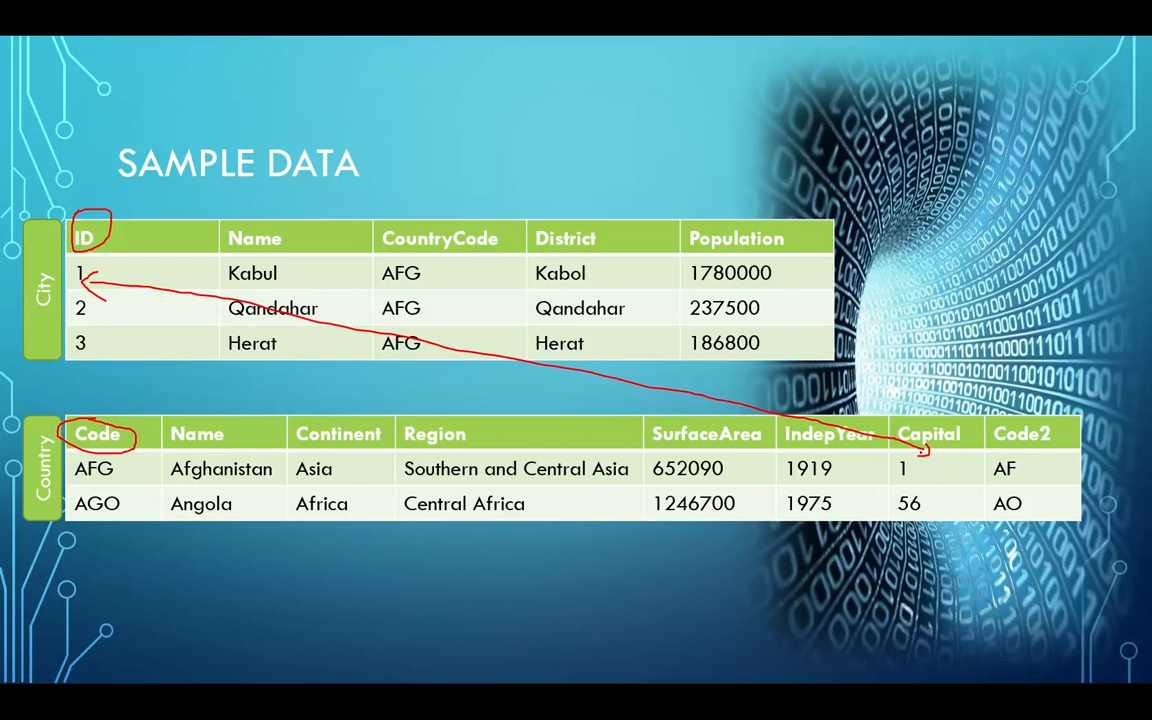 SAMPLE DATA
City
ID Name CountryCode District Population
1 Kabul AFG Kabol 1780000
2 Qandahar AFG Qandahar 237500
3 Herat AFG Herat 186800
Country
Code Name Continent Region SurfaceArea IndepYear Capital Code2
AFG Afghanistan Asia Southern and Central Asia 652090 1919 1 AF
AGO Angola Africa Central Africa 1246700 1975 56 AO